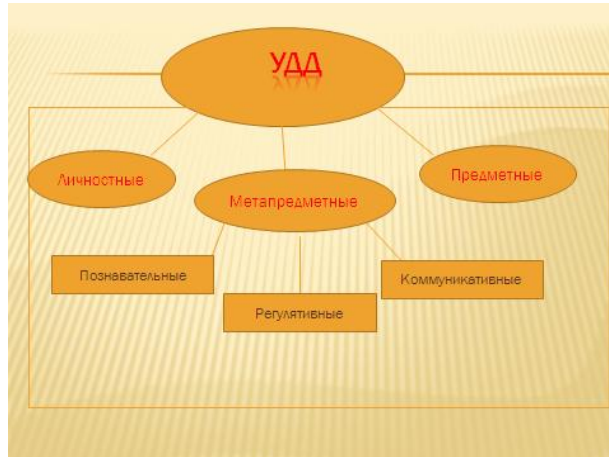 УДД
Личностные
Метапредметные
Предметные
Познавательные
Регулятивные
Коммуникативные